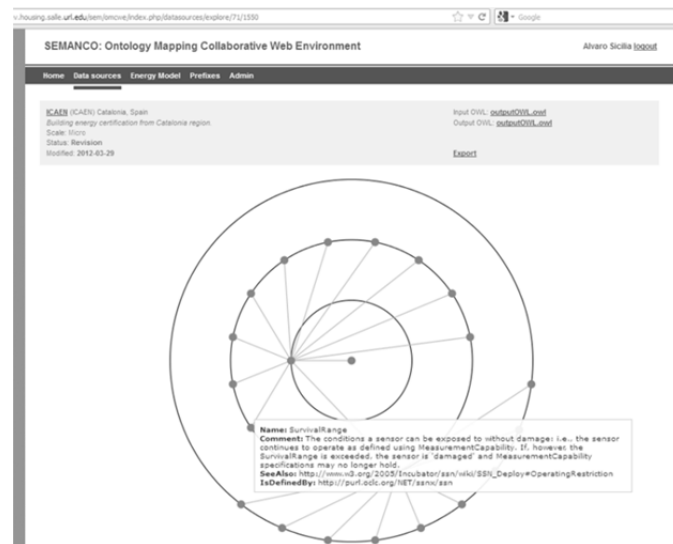 v.housing.salle.url.edu/sem/omcwe/index.php/datasources/explore/71/1550
Google
SEMANCO: Ontology Mapping Collaborative Web Environment
Alvaro Sicilia logout
Home Data sources Energy Model Prefixes Admin
ICAEN (ICAEN) Catalonia, Spain
Building energy certification from Catalonia region.
Scale: Micro
Status: Revision
Modified: 2012-03-29
Input OWL: outputOWL.owl
Output OWL: outputOWL.owl
Export
Name: SurvivalRange
Comment: The conditions a sensor can be exposed to without damage: i.e., the sensor
continues to operate as defined using MeasurementCapability. If, however, the
SurvivalRange is exceeded, the sensor is 'damaged' and MeasurementCapability
specifications may no longer hold.
SeeAlso: http://www.w3.org/2005/Incubator/ssn/wiki/SSN_Deploy#OperatingRestriction
IsDefinedBy: http://purl.oclc.org/NET/ssnx/ssn